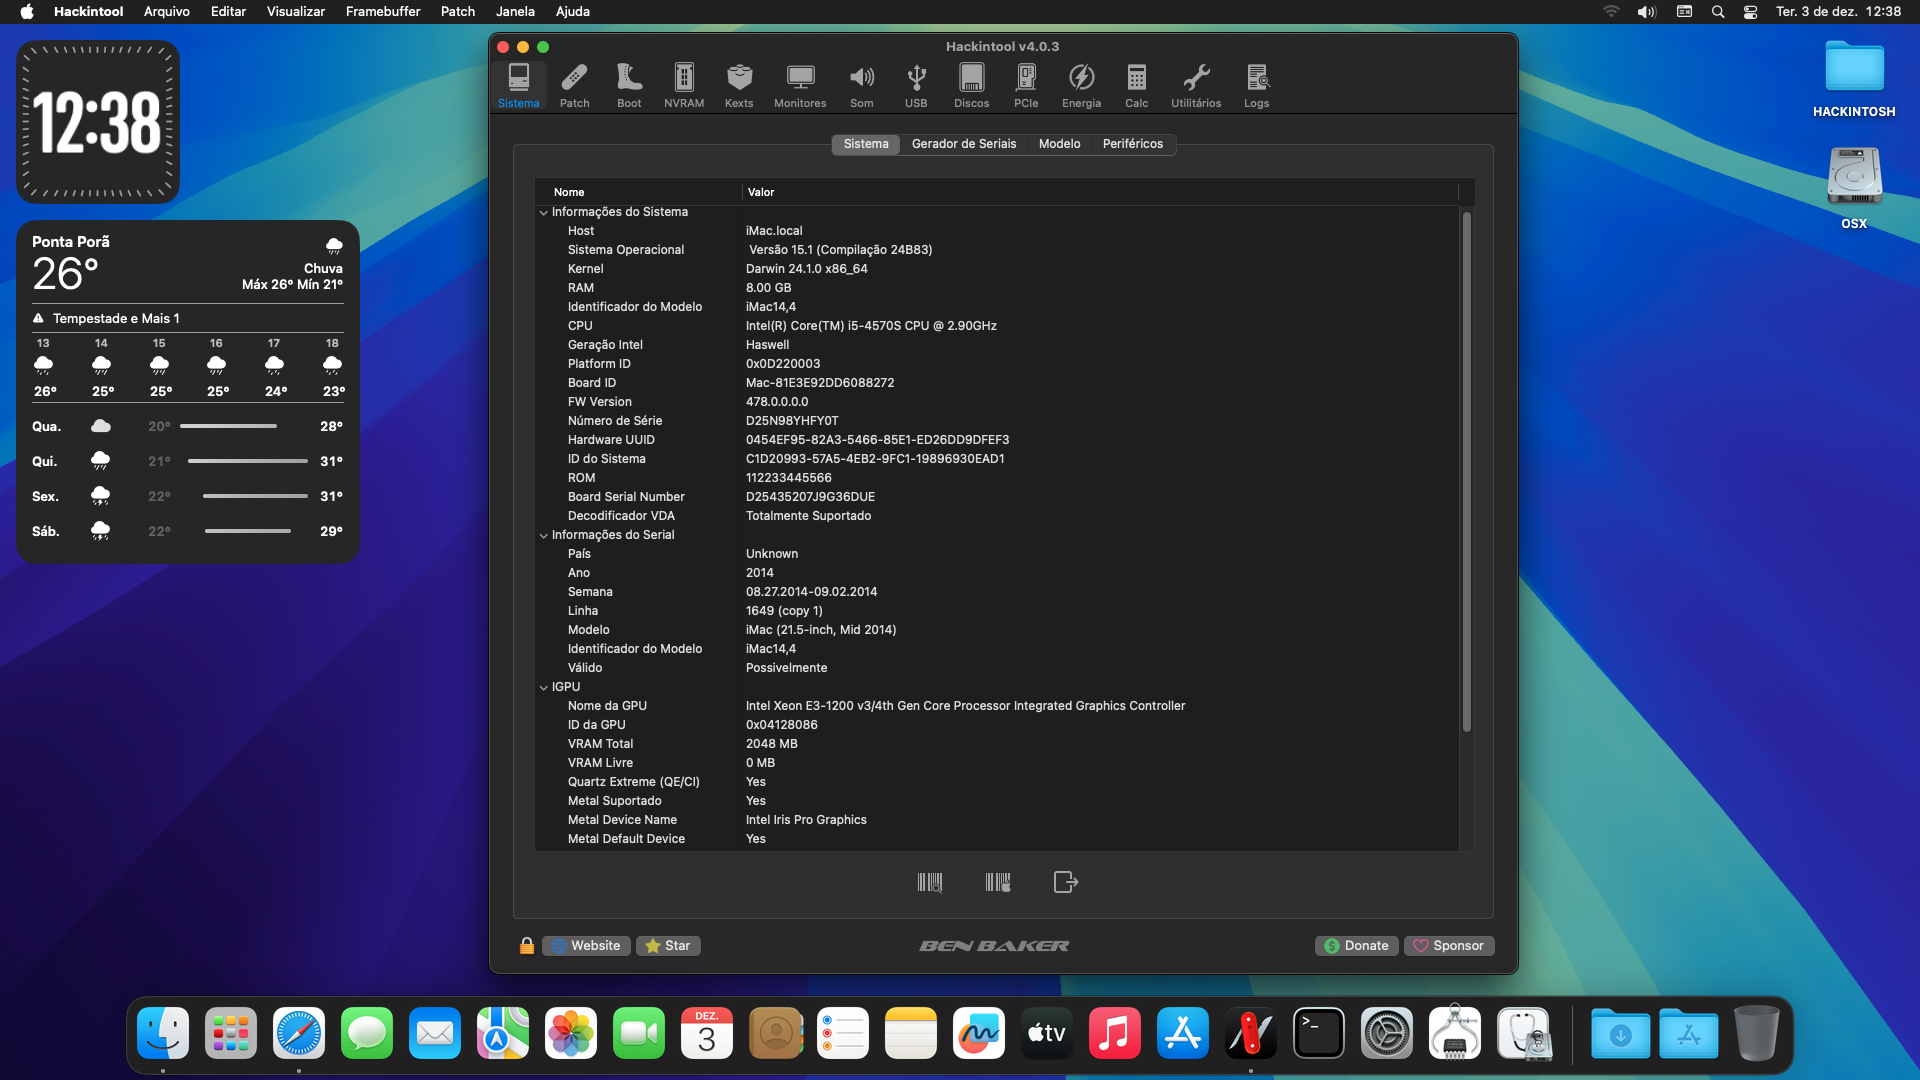 Hackintool Arquivo Editar Visualizar Framebuffer Patch Janela Ajuda
Ter. 3 de dez. 12:38
12:38
Ponta Porã
26°
Chuva
Máx 26° Mín 21°
Tempestade e Mais 1
13 14 15 16 17 18
26° 25° 25° 25° 24° 23°
Qua. 20° 28°
Qui. 21° 31°
Sex. 22° 31°
Sáb. 22° 29°
Hackintool v4.0.3
Sistema Patch Boot NVRAM Kexts Monitores Som USB Discos PCIe Energia Calc Utilitários Logs
Sistema Gerador de Seriais Modelo Periféricos
Nome Valor
Informações do Sistema
Host iMac.local
Sistema Operacional Versão 15.1 (Compilação 24B83)
Kernel Darwin 24.1.0 x86_64
RAM 8.00 GB
Identificador do Modelo iMac14,4
CPU Intel(R) Core(TM) i5-4570S CPU @ 2.90GHz
Geração Intel Haswell
Platform ID 0x0D220003
Board ID Mac-81E3E92DD6088272
FW Version 478.0.0.0.0
Número de Série D25N98YHFY0T
Hardware UUID 0454EF95-82A3-5466-85E1-ED26DD9DFEF3
ID do Sistema C1D20993-57A5-4EB2-9FC1-19896930EAD1
ROM 112233445566
Board Serial Number D25435207J9G36DUE
Decodificador VDA Totalmente Suportado
Informações do Serial
País Unknown
Ano 2014
Semana 08.27.2014-09.02.2014
Linha 1649 (copy 1)
Modelo iMac (21.5-inch, Mid 2014)
Identificador do Modelo iMac14,4
Válido Possivelmente
IGPU
Nome da GPU Intel Xeon E3-1200 v3/4th Gen Core Processor Integrated Graphics Controller
ID da GPU 0x04128086
VRAM Total 2048 MB
VRAM Livre 0 MB
Quartz Extreme (QE/CI) Yes
Metal Suportado Yes
Metal Device Name Intel Iris Pro Graphics
Metal Default Device Yes
Website Star BEN BAKER Donate Sponsor
HACKINTOSH
OSX
DEZ.
3
tv
>_